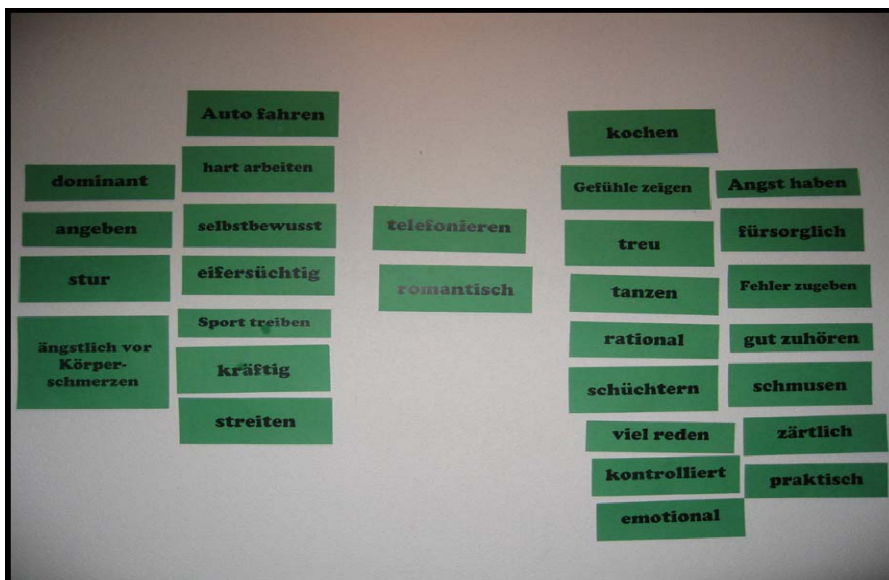 dominant
angeben
stur
ängstlich vor
Körper-
schmerzen
Auto fahren
hart arbeiten
selbstbewusst
eifersüchtig
Sport treiben
kräftig
streiten
telefonieren
romantisch
kochen
Gefühle zeigen
treu
tanzen
rational
schüchtern
viel reden
kontrolliert
emotional
Angst haben
fürsorglich
Fehler zugeben
gut zuhören
schmusen
zärtlich
praktisch